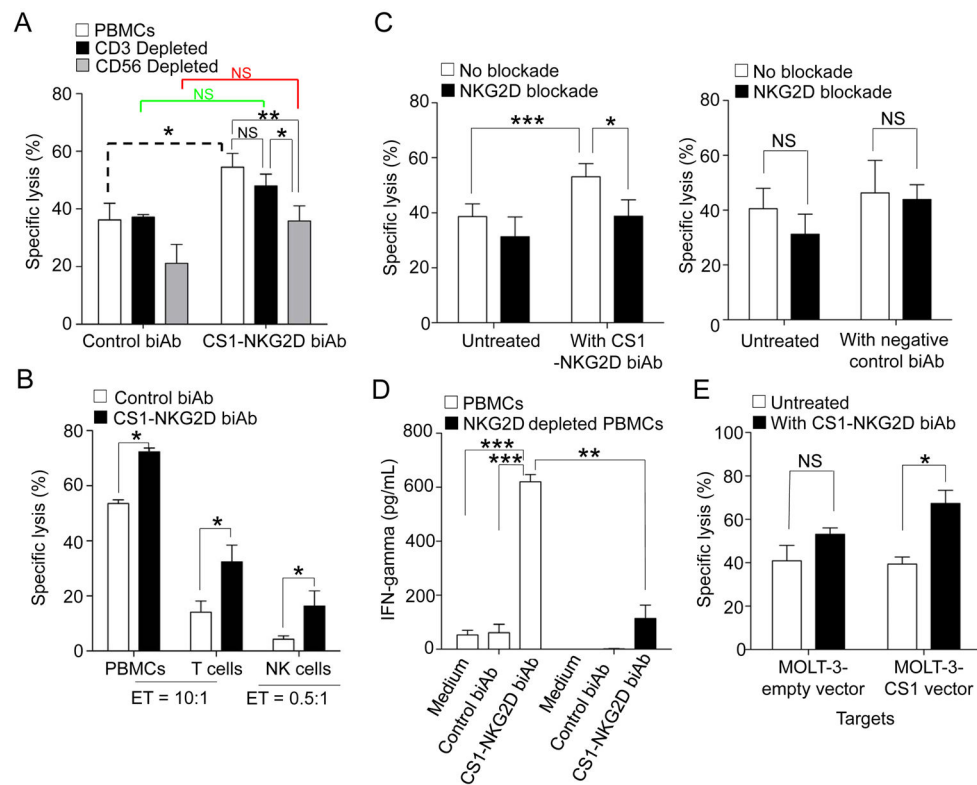 A
PBMCs
CD3 Depleted
CD56 Depleted
NS
NS
**
*
NS
*
80
60
40
20
0
Specific lysis (%)
Control biAb
CS1-NKG2D biAb
B
Control biAb
CS1-NKG2D biAb
*
*
*
80
60
40
20
0
Specific lysis (%)
PBMCs
T cells
NK cells
ET = 10:1
ET = 0.5:1
C
No blockade
NKG2D blockade
***
*
80
60
40
20
0
Specific lysis (%)
Untreated
With CS1
-NKG2D biAb
No blockade
NKG2D blockade
NS
NS
80
60
40
20
0
Specific lysis (%)
Untreated
With negative
control biAb
D
PBMCs
NKG2D depleted PBMCs
***
***
**
800
600
400
200
0
IFN-gamma (pg/mL)
Medium
Control biAb
CS1-NKG2D biAb
Medium
Control biAb
CS1-NKG2D biAb
E
Untreated
With CS1-NKG2D biAb
NS
*
100
80
60
40
20
0
Specific lysis (%)
MOLT-3-
empty vector
MOLT-3-
CS1 vector
Targets